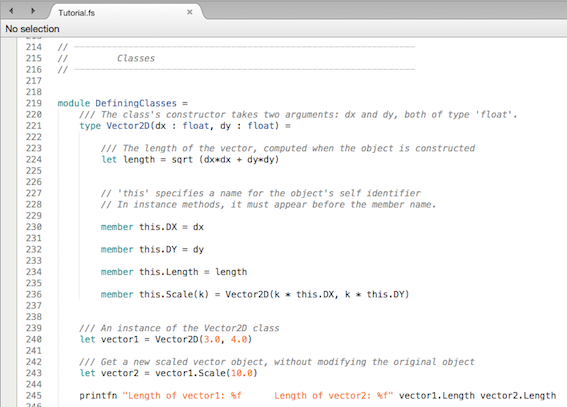 Tutorial.fs ×
No selection
214 // ─────────────────────────────
215 // Classes
216 // ─────────────────────────────
217
218
219 module DefiningClasses =
220 /// The class's constructor takes two arguments: dx and dy, both of type 'float'.
221 type Vector2D(dx : float, dy : float) =
222
223 /// The length of the vector, computed when the object is constructed
224 let length = sqrt (dx*dx + dy*dy)
225
226
227 // 'this' specifies a name for the object's self identifier
228 // In instance methods, it must appear before the member name.
229
230 member this.DX = dx
231
232 member this.DY = dy
233
234 member this.Length = length
235
236 member this.Scale(k) = Vector2D(k * this.DX, k * this.DY)
237
238
239 /// An instance of the Vector2D class
240 let vector1 = Vector2D(3.0, 4.0)
241
242 /// Get a new scaled vector object, without modifying the original object
243 let vector2 = vector1.Scale(10.0)
244
245 printfn "Length of vector1: %f Length of vector2: %f" vector1.Length vector2.Length